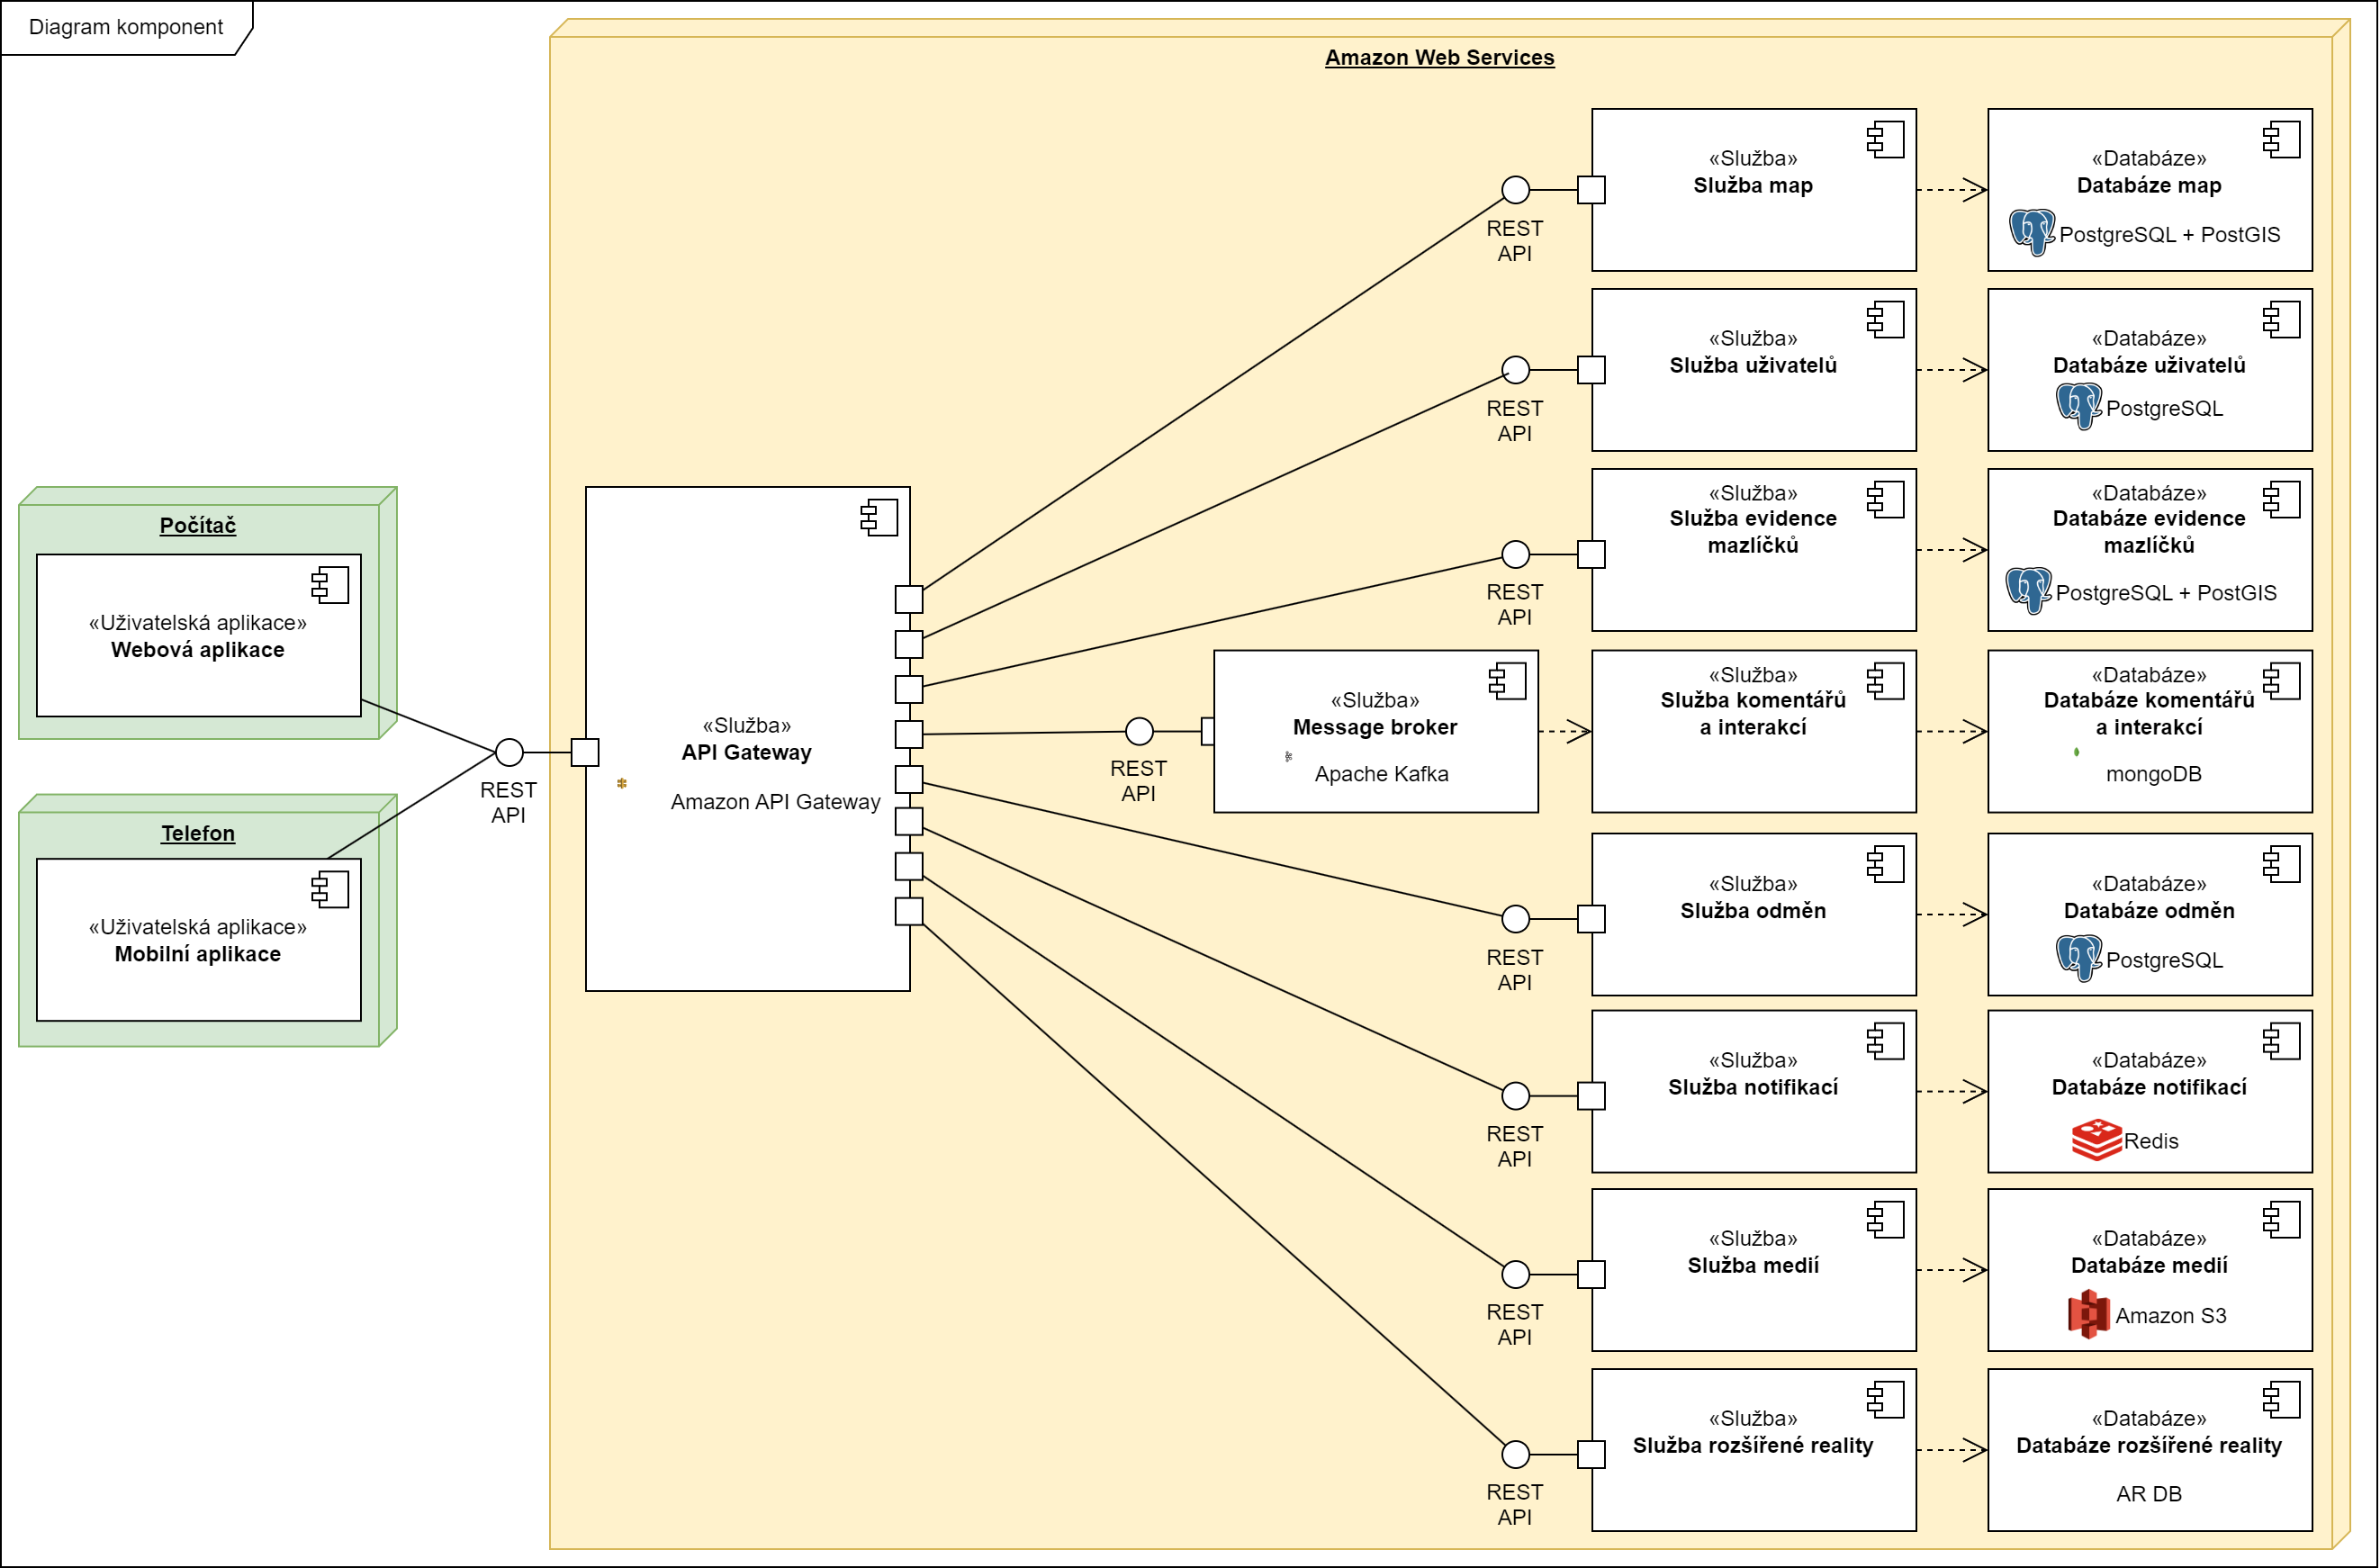 Diagram komponent
Amazon Web Services
«Služba»
Služba map
REST
API
«Databáze»
Databáze map
PostgreSQL + PostGIS
«Služba»
Služba uživatelů
REST
API
«Databáze»
Databáze uživatelů
PostgreSQL
«Služba»
Služba evidence
mazlíčků
REST
API
«Databáze»
Databáze evidence
mazlíčků
PostgreSQL + PostGIS
Počítač
«Uživatelská aplikace»
Webová aplikace
Telefon
«Uživatelská aplikace»
Mobilní aplikace
REST
API
«Služba»
API Gateway
Amazon API Gateway
REST
API
«Služba»
Message broker
Apache Kafka
«Služba»
Služba komentářů
a interakcí
«Databáze»
Databáze komentářů
a interakcí
mongoDB
«Služba»
Služba odměn
REST
API
«Databáze»
Databáze odměn
PostgreSQL
«Služba»
Služba notifikací
REST
API
«Databáze»
Databáze notifikací
Redis
«Služba»
Služba medií
REST
API
«Databáze»
Databáze medií
Amazon S3
«Služba»
Služba rozšířené reality
REST
API
«Databáze»
Databáze rozšířené reality
AR DB